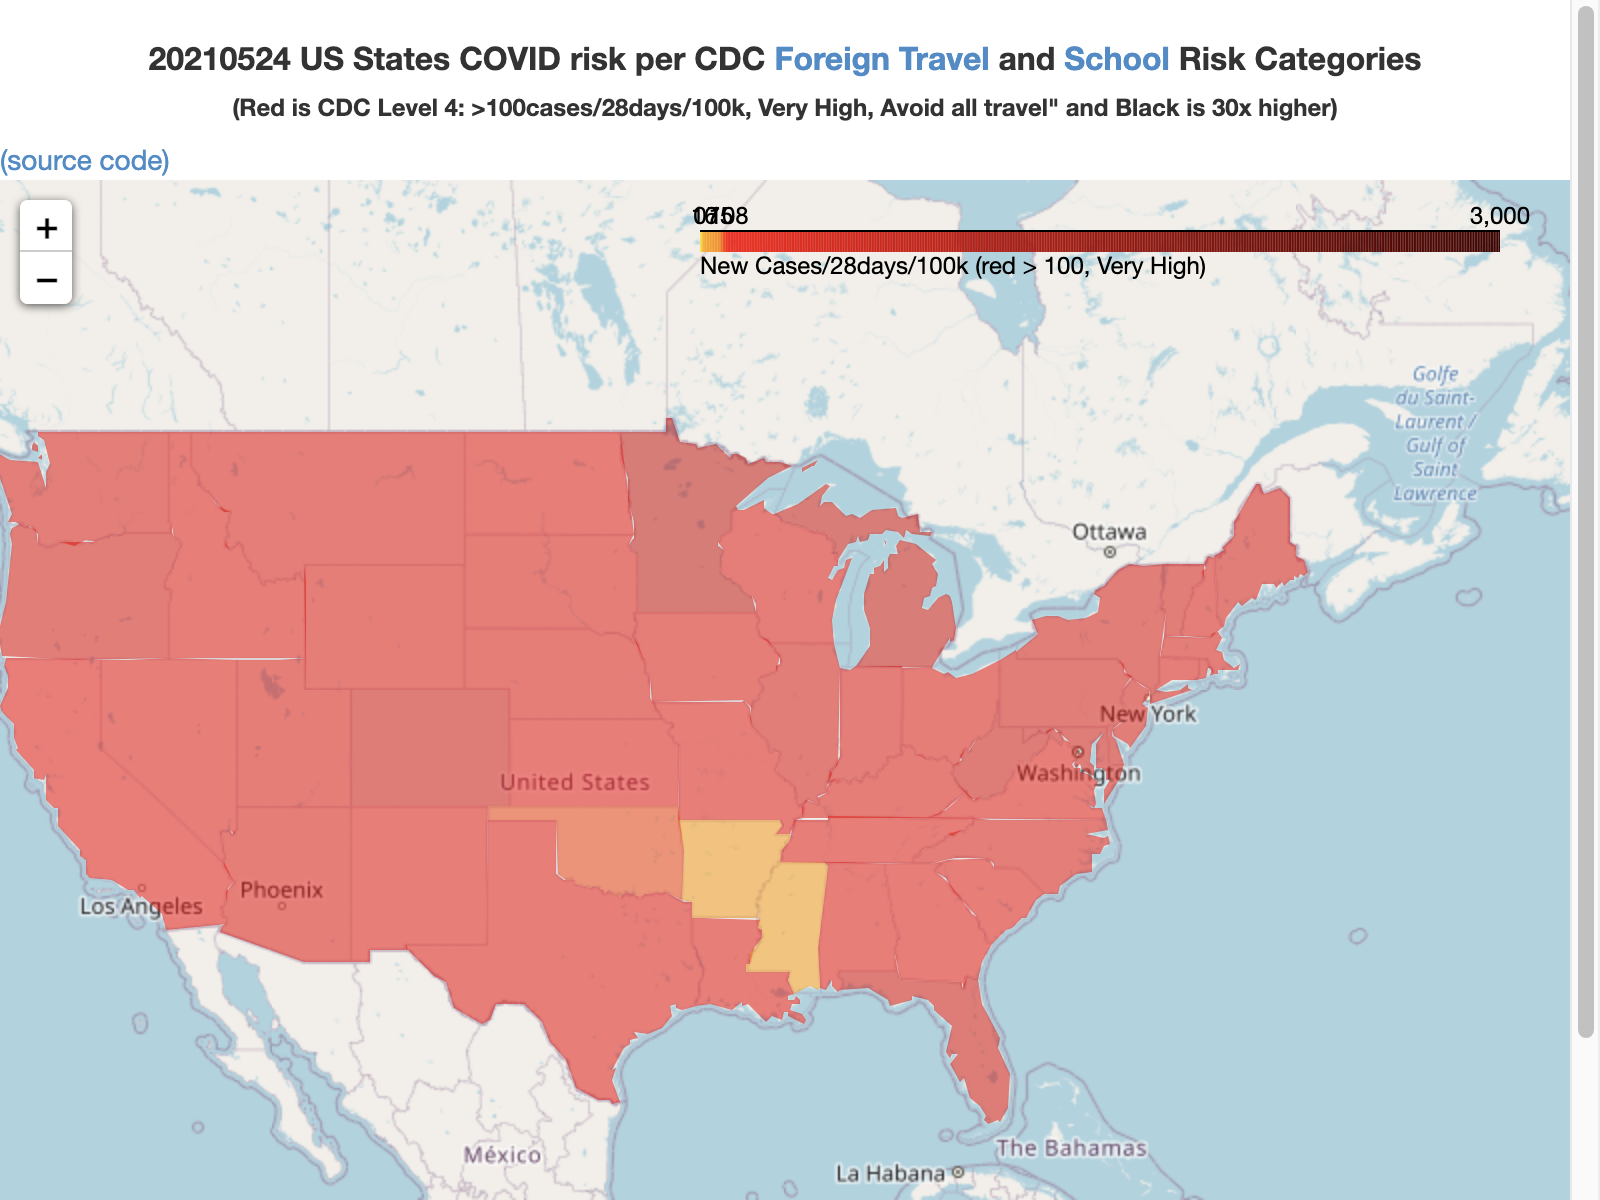 20210524 US States COVID risk per CDC Foreign Travel and School Risk Categories
(Red is CDC Level 4: >100cases/28days/100k, Very High, Avoid all travel" and Black is 30x higher)
(source code)
+
−
3,000
New Cases/28days/100k (red > 100, Very High)
Golfe
du Saint-
Laurent /
Gulf of
Saint
Lawrence
Ottawa
New York
Washington
United States
Phoenix
Los Angeles
The Bahamas
México
La Habana